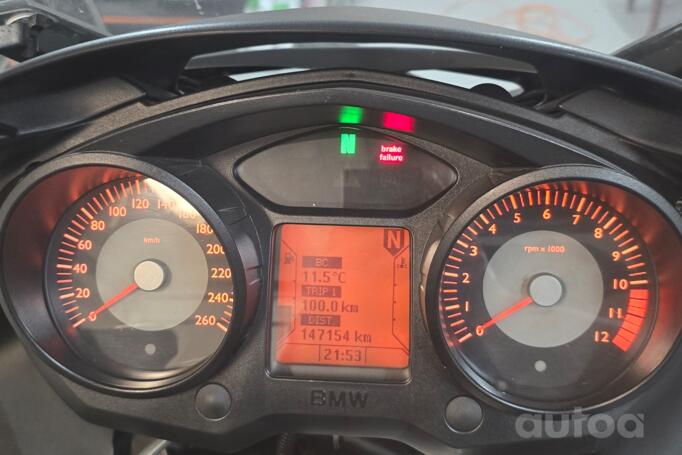 N
brake
failure
20
40
60
80
100
120
140
180
200
220
240
260
0
km/h
BC
N
11.5°C
TRIP 1
100.0 km
DIST
147154 km
21:53
0
1
2
3
4
5
6
7
8
9
10
12
rpm x 1000
BMW
autoa